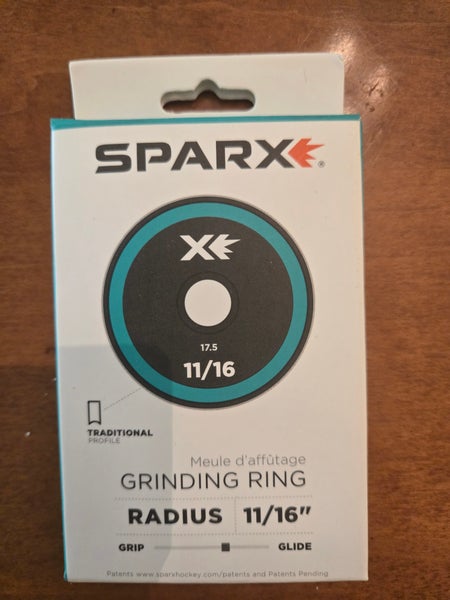 SPARX
X
17.5
11/16
TRADITIONAL
PROFILE
Meule d'affûtage
GRINDING RING
RADIUS 11/16"
GRIP GLIDE
Patents www.sparxhockey.com/patents and Patents Pending